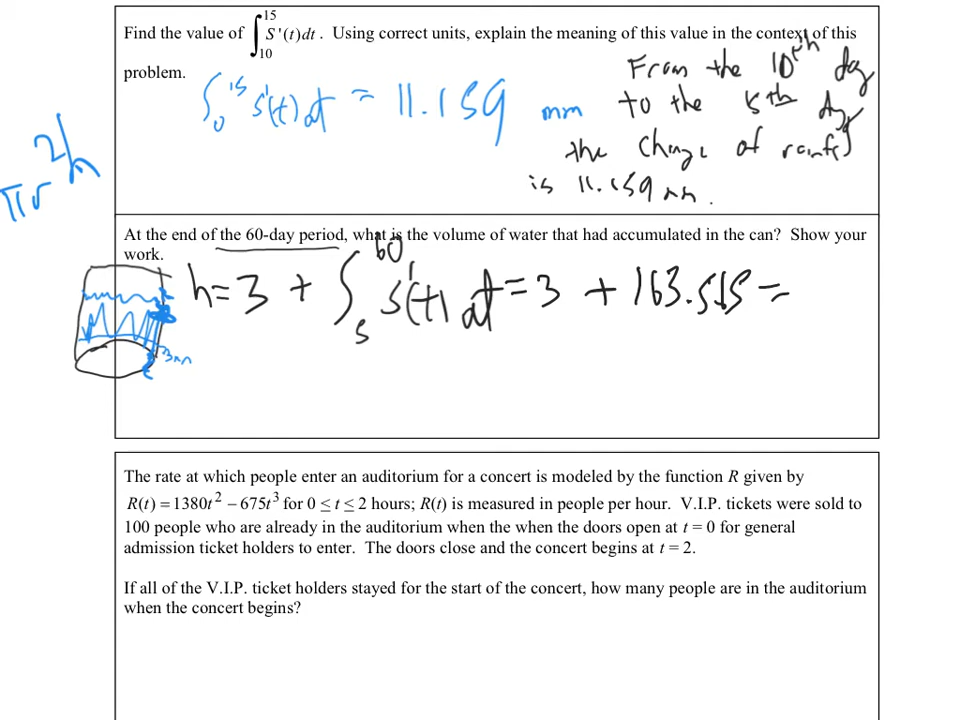 Find the value of ∫₁₀¹⁵ S'(t)dt. Using correct units, explain the meaning of this value in the context of this
problem.
∫₀¹⁵ s'(t)dt = 11.159 mm
From the 10th day
to the 15th day
the change of rainfall
is 11.159 mm.
πr²h
At the end of the 60-day period, what is the volume of water that had accumulated in the can? Show your
work.
h = 3 + ∫₅⁶⁰ s'(t) dt = 3 + 163.515 =
3mm
The rate at which people enter an auditorium for a concert is modeled by the function R given by
R(t) = 1380t² – 675t³ for 0 ≤ t ≤ 2 hours; R(t) is measured in people per hour. V.I.P. tickets were sold to
100 people who are already in the auditorium when the when the doors open at t = 0 for general
admission ticket holders to enter. The doors close and the concert begins at t = 2.
If all of the V.I.P. ticket holders stayed for the start of the concert, how many people are in the auditorium
when the concert begins?